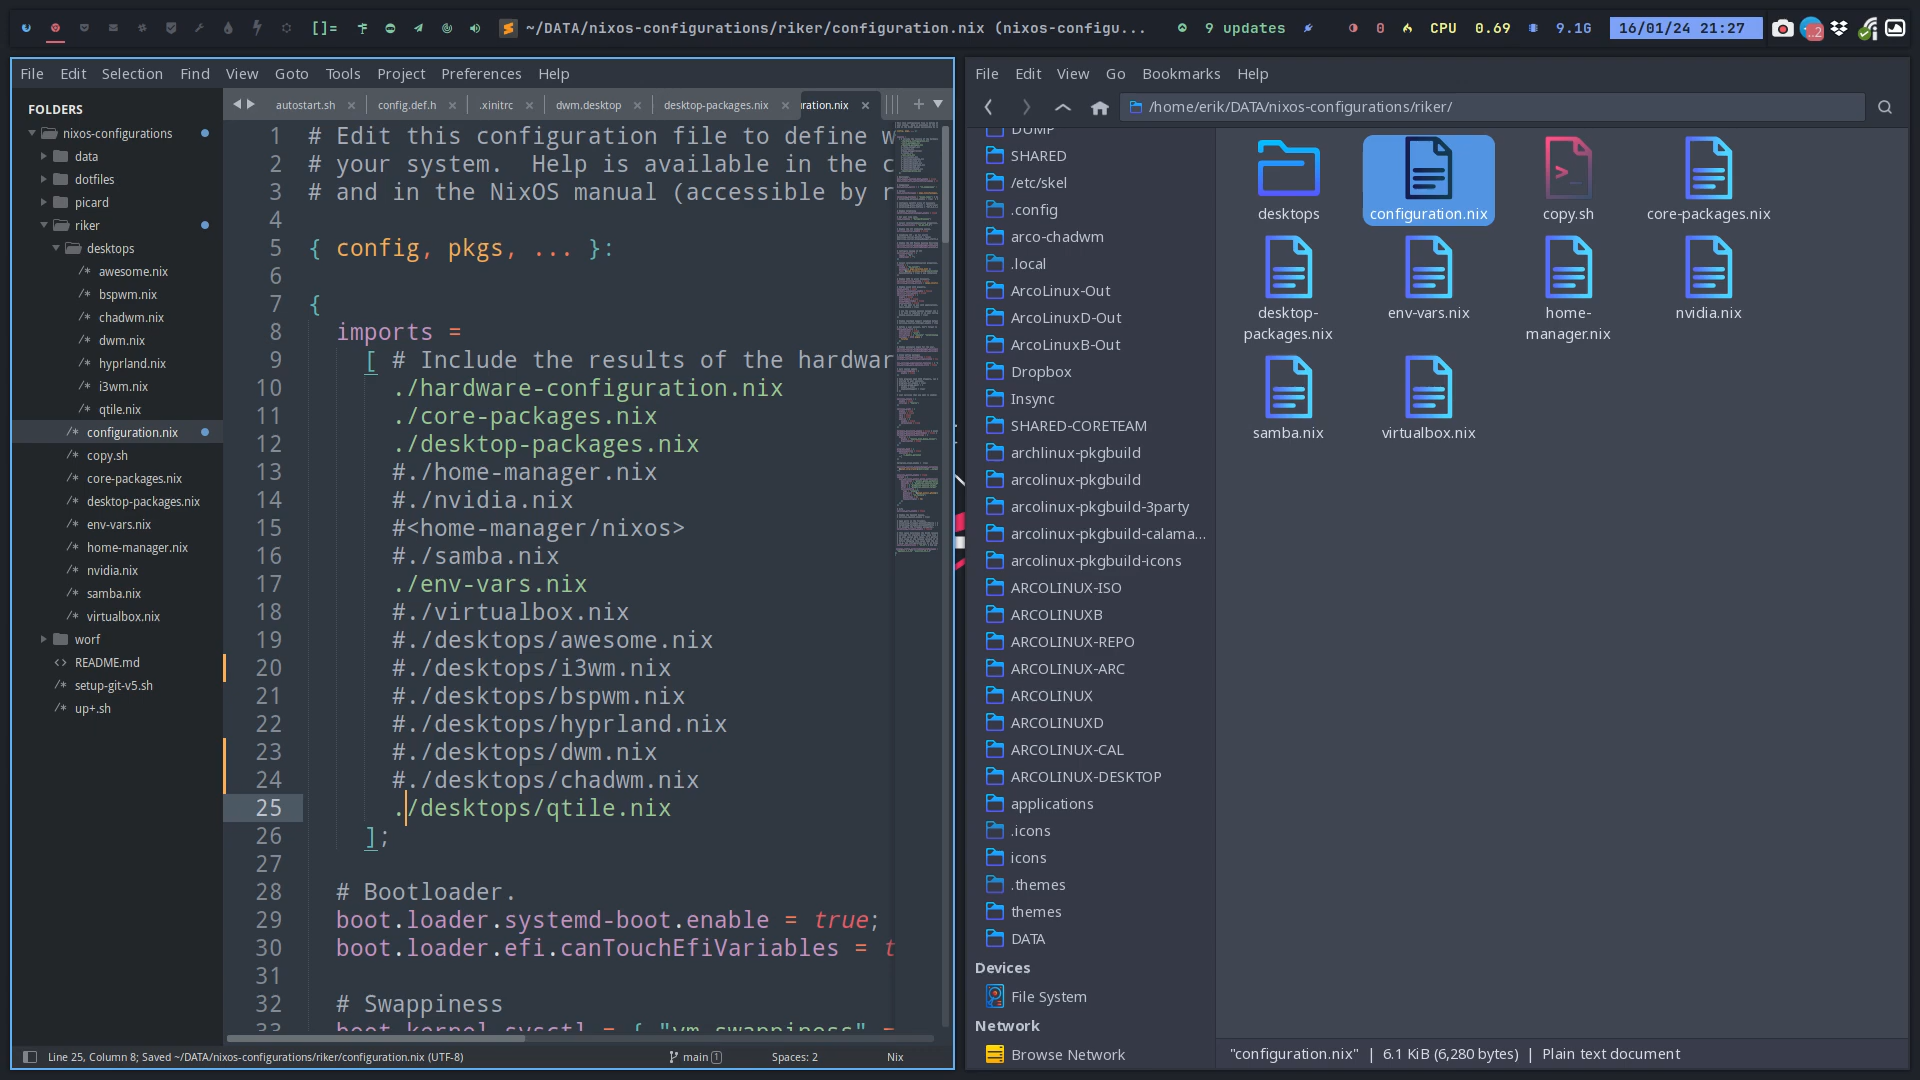 []=
~/DATA/nixos-configurations/riker/configuration.nix (nixos-configu...
9 updates
0
CPU 0.69
9.1G
16/01/24 21:27
File Edit Selection Find View Goto Tools Project Preferences Help
FOLDERS
nixos-configurations
data
dotfiles
picard
riker
desktops
/* awesome.nix
/* bspwm.nix
/* chadwm.nix
/* dwm.nix
/* hyprland.nix
/* i3wm.nix
/* qtile.nix
/* configuration.nix
/* copy.sh
/* core-packages.nix
/* desktop-packages.nix
/* env-vars.nix
/* home-manager.nix
/* nvidia.nix
/* samba.nix
/* virtualbox.nix
worf
<> README.md
/* setup-git-v5.sh
/* up+.sh
autostart.sh config.def.h .xinitrc dwm.desktop desktop-packages.nix ration.nix
1 # Edit this configuration file to define w
2 # your system.  Help is available in the c
3 # and in the NixOS manual (accessible by r
4
5 { config, pkgs, ... }:
6
7 {
8   imports =
9     [ # Include the results of the hardwar
10       ./hardware-configuration.nix
11       ./core-packages.nix
12       ./desktop-packages.nix
13       #./home-manager.nix
14       #./nvidia.nix
15       #<home-manager/nixos>
16       #./samba.nix
17       ./env-vars.nix
18       #./virtualbox.nix
19       #./desktops/awesome.nix
20       #./desktops/i3wm.nix
21       #./desktops/bspwm.nix
22       #./desktops/hyprland.nix
23       #./desktops/dwm.nix
24       #./desktops/chadwm.nix
25       ./desktops/qtile.nix
26     ];
27
28   # Bootloader.
29   boot.loader.systemd-boot.enable = true;
30   boot.loader.efi.canTouchEfiVariables = t
31
32   # Swappiness
33   boot.kernel.sysctl = { "vm.swappiness" =
Line 25, Column 8; Saved ~/DATA/nixos-configurations/riker/configuration.nix (UTF-8)
main 1
Spaces: 2
Nix
File Edit View Go Bookmarks Help
/home/erik/DATA/nixos-configurations/riker/
DUMP
SHARED
/etc/skel
.config
arco-chadwm
.local
ArcoLinux-Out
ArcoLinuxD-Out
ArcoLinuxB-Out
Dropbox
Insync
SHARED-CORETEAM
archlinux-pkgbuild
arcolinux-pkgbuild
arcolinux-pkgbuild-3party
arcolinux-pkgbuild-calama...
arcolinux-pkgbuild-icons
ARCOLINUX-ISO
ARCOLINUXB
ARCOLINUX-REPO
ARCOLINUX-ARC
ARCOLINUX
ARCOLINUXD
ARCOLINUX-CAL
ARCOLINUX-DESKTOP
applications
.icons
icons
.themes
themes
DATA
Devices
File System
Network
Browse Network
desktops
configuration.nix
copy.sh
core-packages.nix
desktop-
packages.nix
env-vars.nix
home-
manager.nix
nvidia.nix
samba.nix
virtualbox.nix
"configuration.nix" | 6.1 KiB (6,280 bytes) | Plain text document